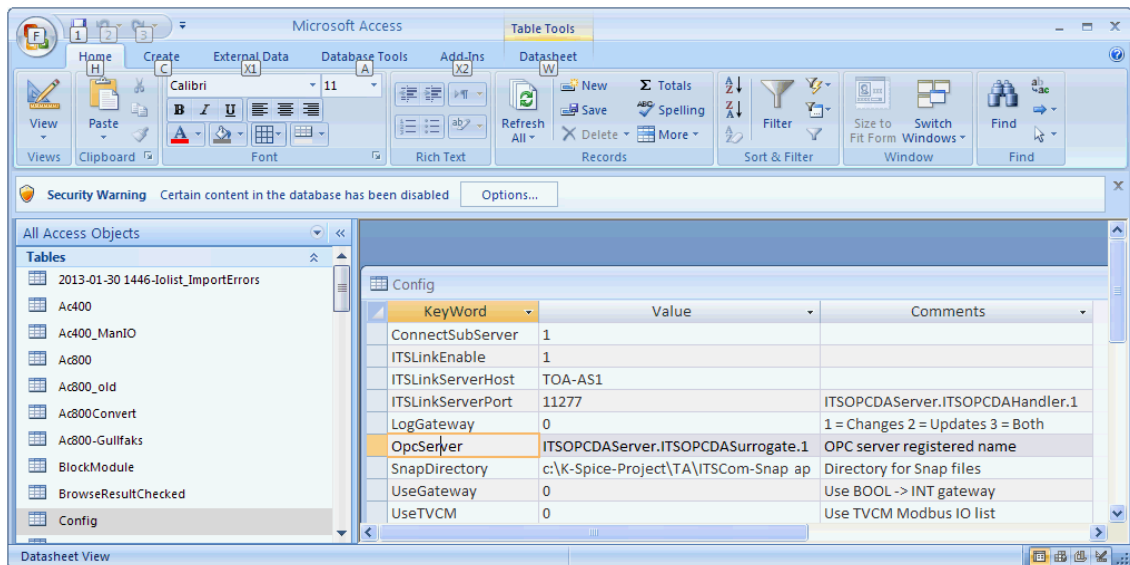 Microsoft Access
Table Tools
1 2 3
Home Create External Data Database Tools Add-Ins Datasheet
H C X1 A X2 W
F
View
Paste
Calibri 11
B I U
A
ab
Refresh All
New
Save
Delete
Σ Totals
ABC Spelling
More
Filter
Size to Fit Form
Switch Windows
Find
Views Clipboard Font Rich Text Records Sort & Filter Window Find
Security Warning Certain content in the database has been disabled Options...
All Access Objects
Tables
2013-01-30 1446-Iolist_ImportErrors
Ac400
Ac400_ManIO
Ac800
Ac800_old
Ac800Convert
Ac800-Gullfaks
BlockModule
BrowseResultChecked
Config
Config
KeyWord Value Comments
ConnectSubServer 1
ITSLinkEnable 1
ITSLinkServerHost TOA-AS1
ITSLinkServerPort 11277 ITSOPCDAServer.ITSOPCDAHandler.1
LogGateway 0 1 = Changes 2 = Updates 3 = Both
OpcServer ITSOPCDAServer.ITSOPCDASurrogate.1 OPC server registered name
SnapDirectory c:\K-Spice-Project\TA\ITSCom-Snap ap Directory for Snap files
UseGateway 0 Use BOOL -> INT gateway
UseTVCM 0 Use TVCM Modbus IO list
Datasheet View